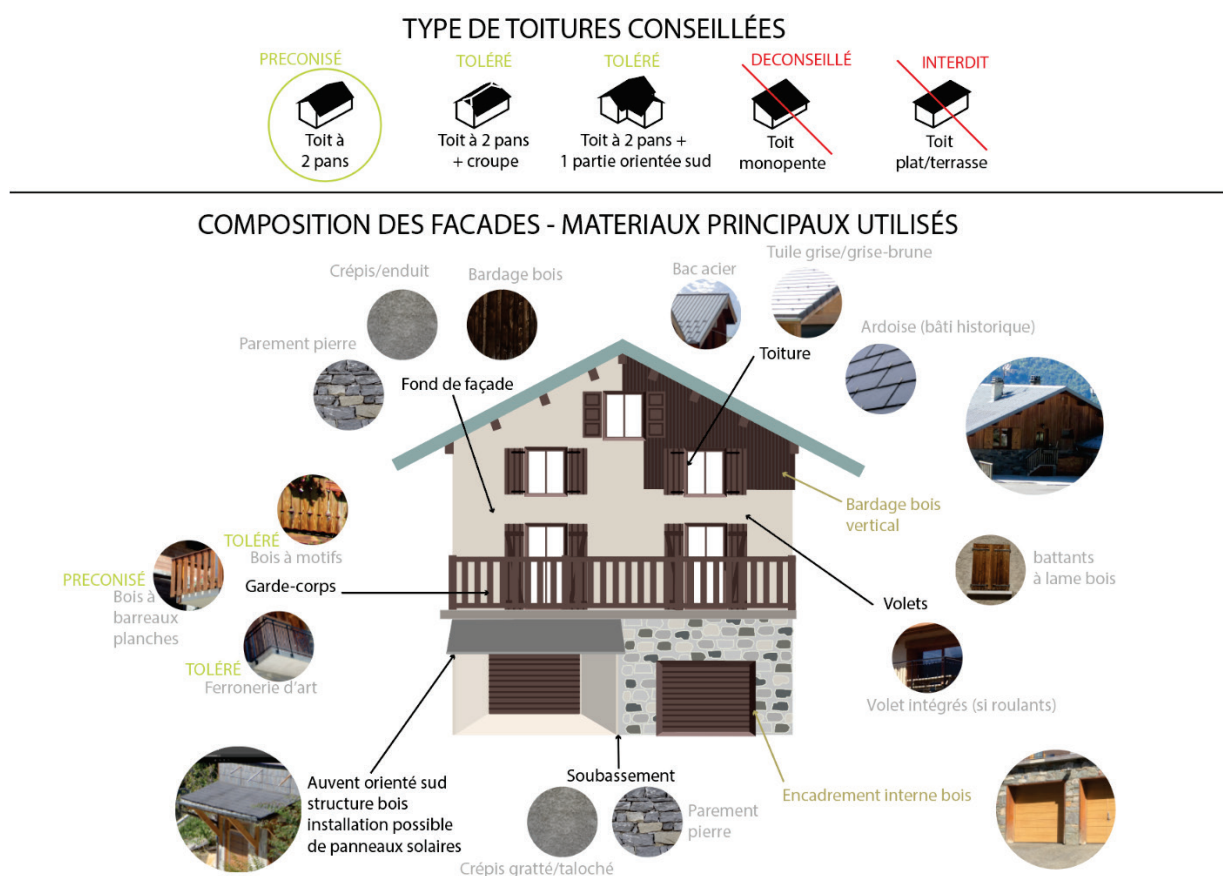 TYPE DE TOITURES CONSEILLÉES
PRECONISÉ
Toit à
2 pans
TOLÉRÉ
Toit à 2 pans
+ croupe
TOLÉRÉ
Toit à 2 pans +
1 partie orientée sud
DECONSEILLÉ
Toit
monopente
INTERDIT
Toit
plat/terrasse
COMPOSITION DES FACADES - MATERIAUX PRINCIPAUX UTILISÉS
Crépis/enduit
Bardage bois
Parement pierre
Fond de façade
Bac acier
Tuile grise/grise-brune
Toiture
Ardoise (bâti historique)
Bardage bois
vertical
TOLÉRÉ
Bois à motifs
PRECONISÉ
Bois à
barreaux
planches
Garde-corps
TOLÉRÉ
Ferronerie d'art
battants
à lame bois
Volets
Volet intégrés (si roulants)
Auvent orienté sud
structure bois
installation possible
de panneaux solaires
Soubassement
Crépis gratté/taloché
Parement
pierre
Encadrement interne bois